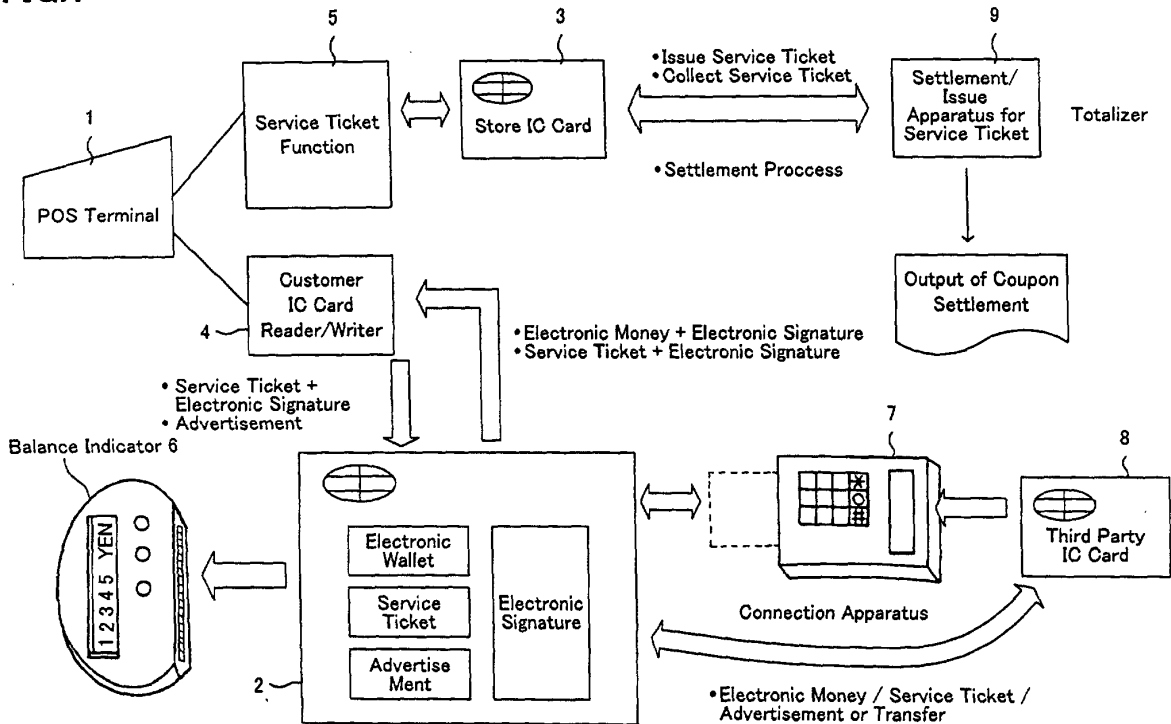 5
3
9
•Issue Service Ticket
•Collect Service Ticket
Settlement/
Issue
Apparatus for
Service Ticket
Totalizer
1
Service Ticket
Function
Store IC Card
•Settlement Proccess
POS Terminal
Customer
IC Card
Reader/Writer
4
Output of Coupon
Settlement
•Electronic Money + Electronic Signature
•Service Ticket + Electronic Signature
• Service Ticket +
Electronic Signature
• Advertisement
Balance Indicator 6
7
8
12345 YEN
Electronic
Wallet
Service
Ticket
Advertise
Ment
Electronic
Signature
2
Third Party
IC Card
Connection Apparatus
•Electronic Money / Service Ticket /
Advertisement or Transfer